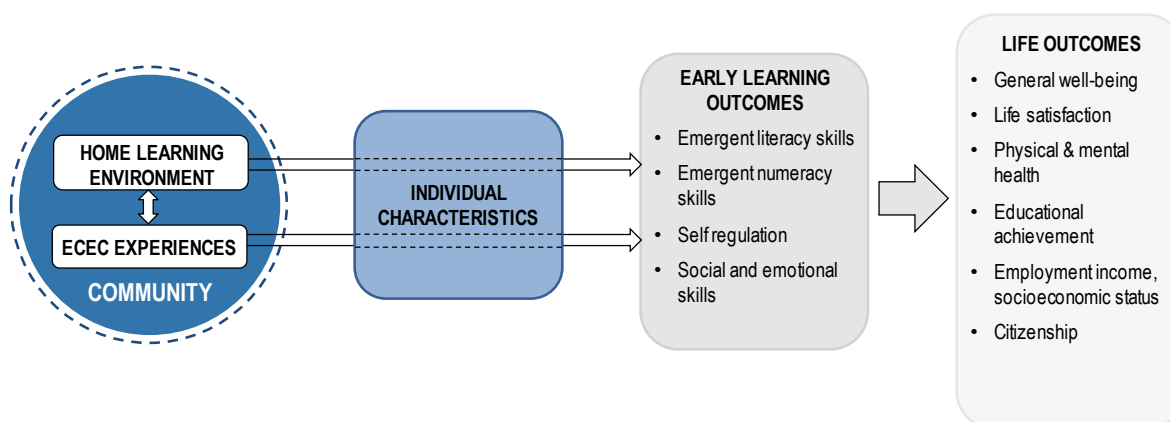 HOME LEARNING
ENVIRONMENT
ECEC EXPERIENCES
COMMUNITY
INDIVIDUAL
CHARACTERISTICS
EARLY LEARNING
OUTCOMES
• Emergent literacy skills
• Emergent numeracy
skills
• Self regulation
• Social and emotional
skills
LIFE OUTCOMES
• General well-being
• Life satisfaction
• Physical & mental
health
• Educational
achievement
• Employment income,
socioeconomic status
• Citizenship